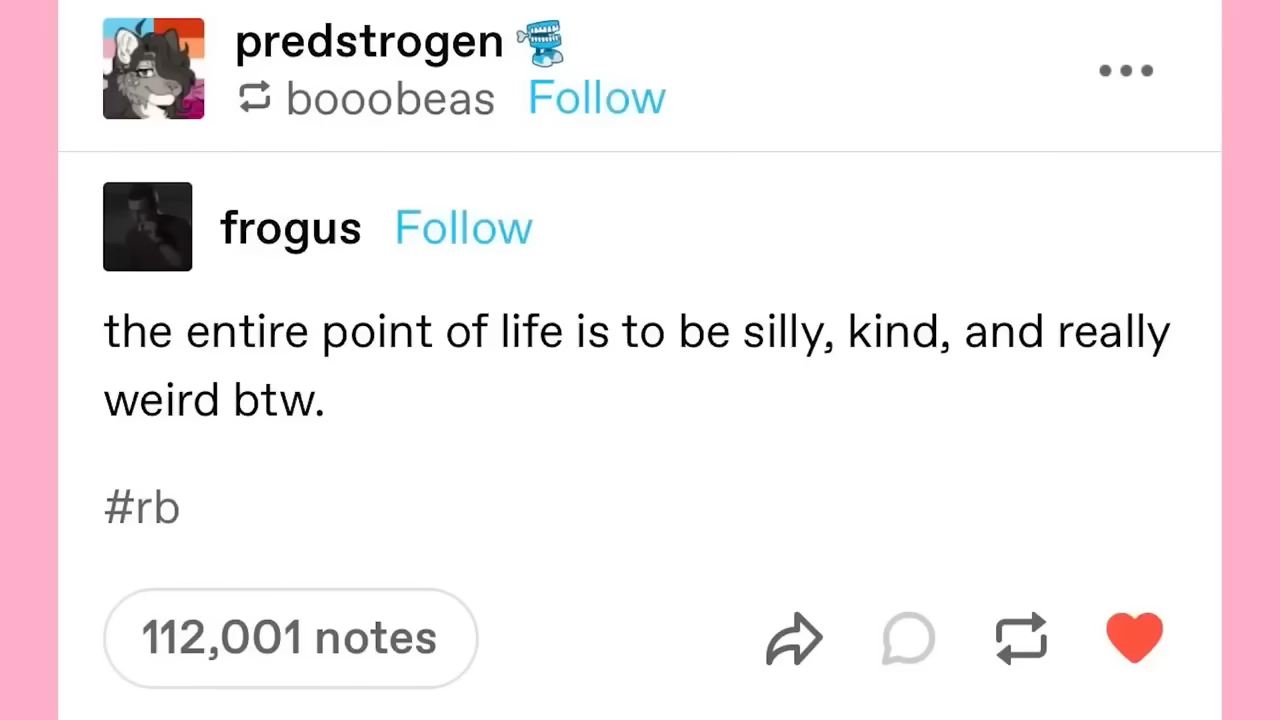 predstrogen
booobeas Follow
frogus Follow
the entire point of life is to be silly, kind, and really
weird btw.
#rb
112,001 notes